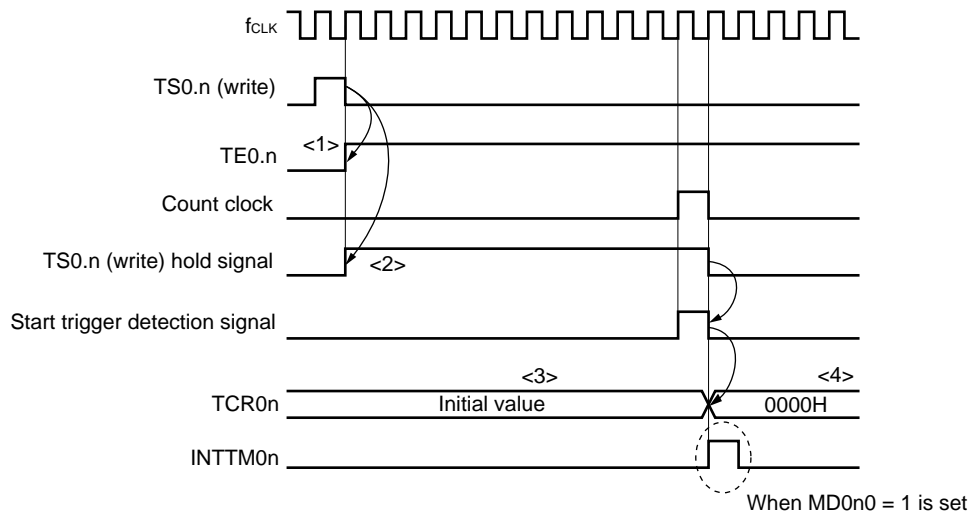 fCLK
TS0.n (write)
<1>
TE0.n
Count clock
TS0.n (write) hold signal
<2>
Start trigger detection signal
<3>
<4>
TCR0n
Initial value
0000H
INTTM0n
When MD0n0 = 1 is set